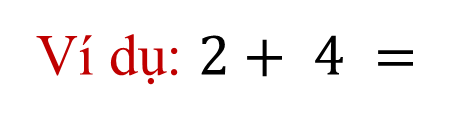 Ví dụ: 2 + 4 =